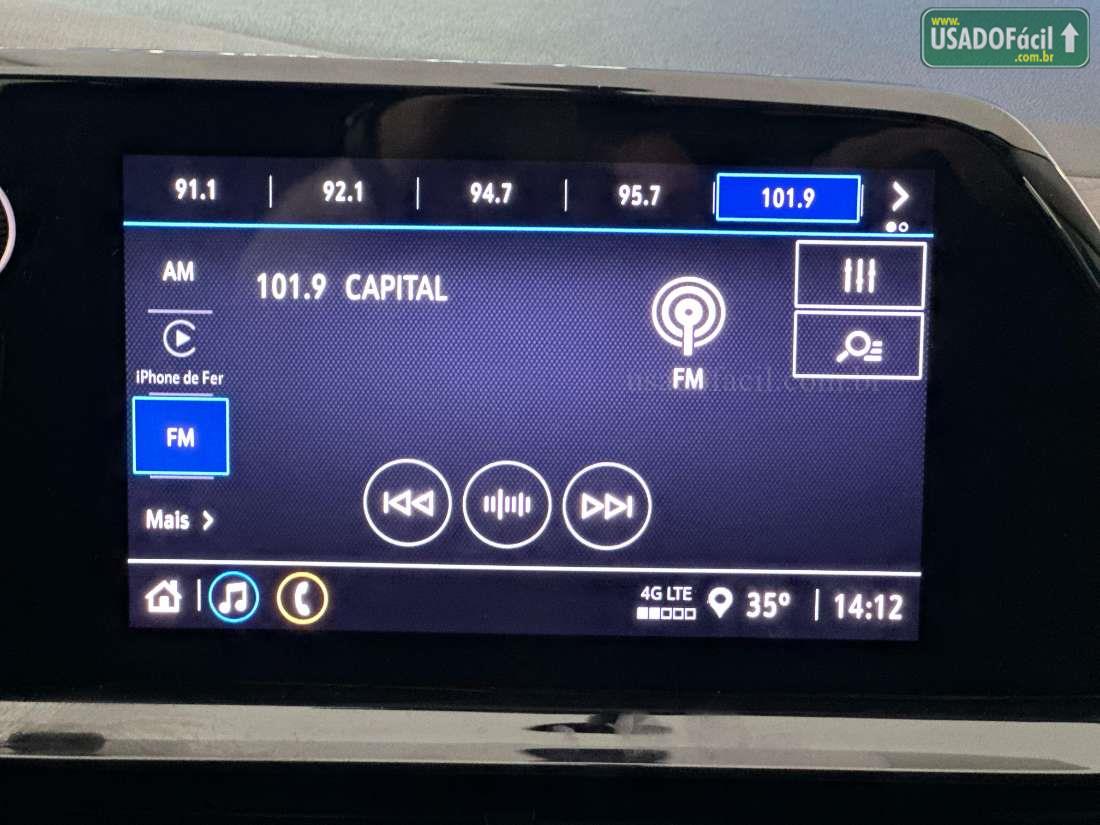 www.
USADOFácil
.com.br
91.1 92.1 94.7 95.7 101.9
AM
101.9 CAPITAL
iPhone de Fer
FM
FM
Mais
4G LTE
35° 14:12